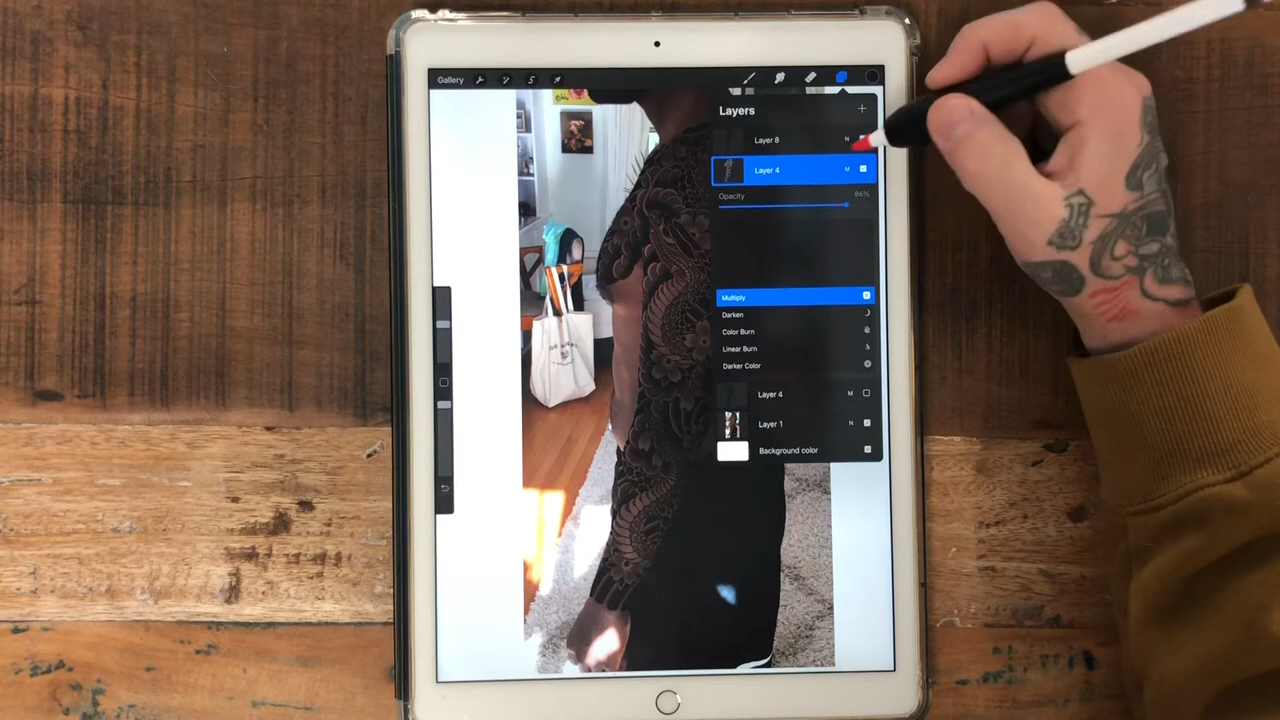 Gallery
Layers
Layer 8 N
Layer 4 M
Opacity 86%
Multiply
Darken
Color Burn
Linear Burn
Darker Color
Layer 4 M
Layer 1 N
Background color